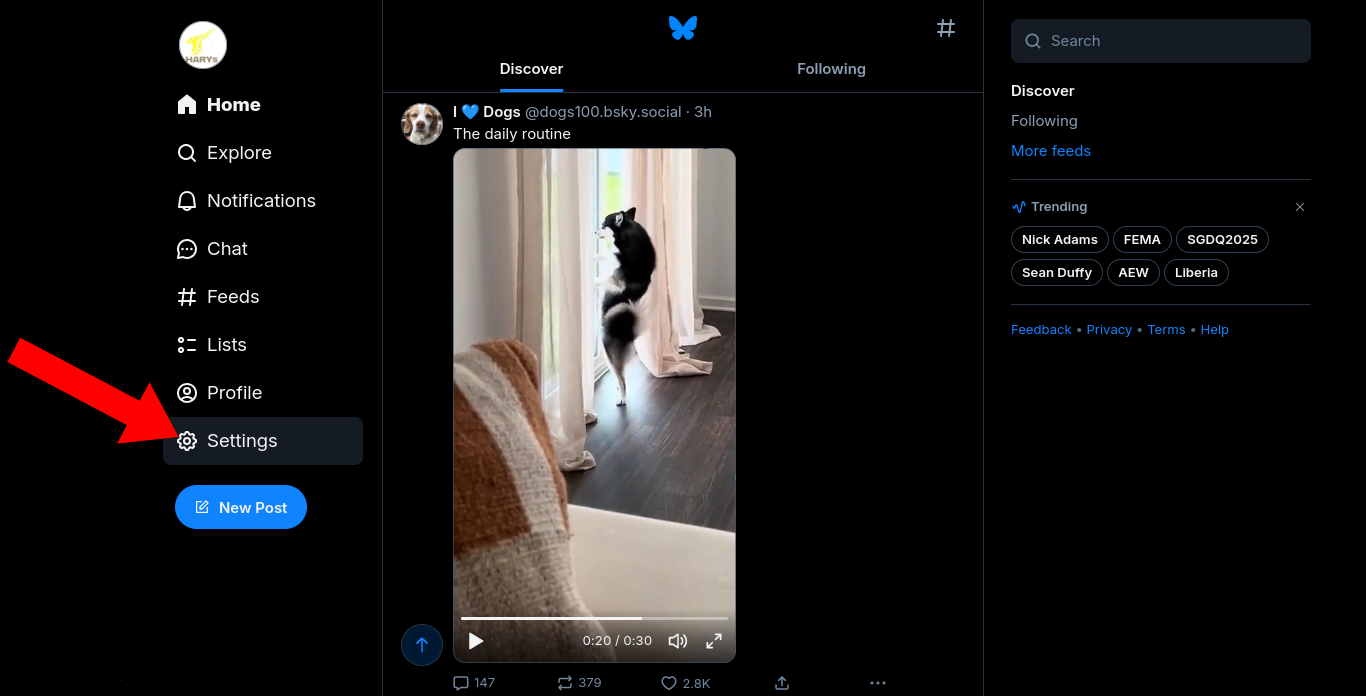 HARYs
Home
Explore
Notifications
Chat
Feeds
Lists
Profile
Settings
New Post
Discover
Following
I 💙 Dogs @dogs100.bsky.social · 3h
The daily routine
0:20 / 0:30
147
379
2.8K
Search
Discover
Following
More feeds
Trending
Nick Adams
FEMA
SGDQ2025
Sean Duffy
AEW
Liberia
Feedback • Privacy • Terms • Help